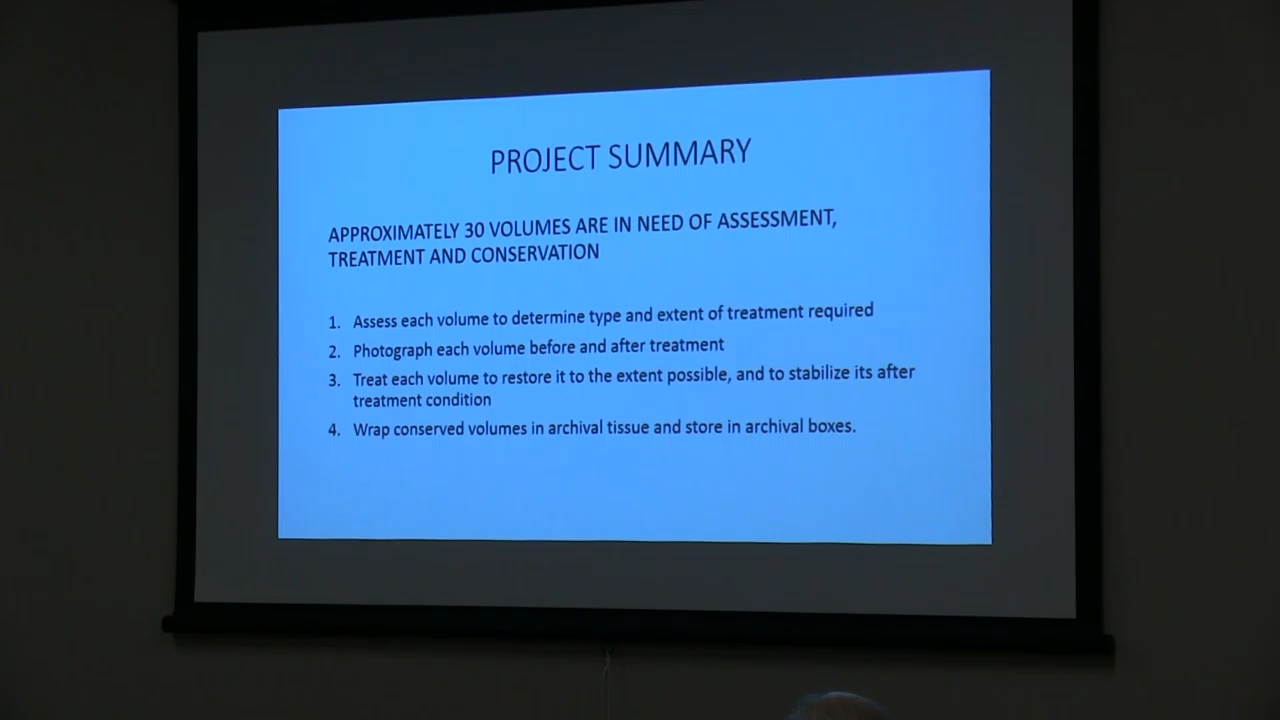 PROJECT SUMMARY
APPROXIMATELY 30 VOLUMES ARE IN NEED OF ASSESSMENT,
TREATMENT AND CONSERVATION
1. Assess each volume to determine type and extent of treatment required
2. Photograph each volume before and after treatment
3. Treat each volume to restore it to the extent possible, and to stabilize its after
treatment condition
4. Wrap conserved volumes in archival tissue and store in archival boxes.